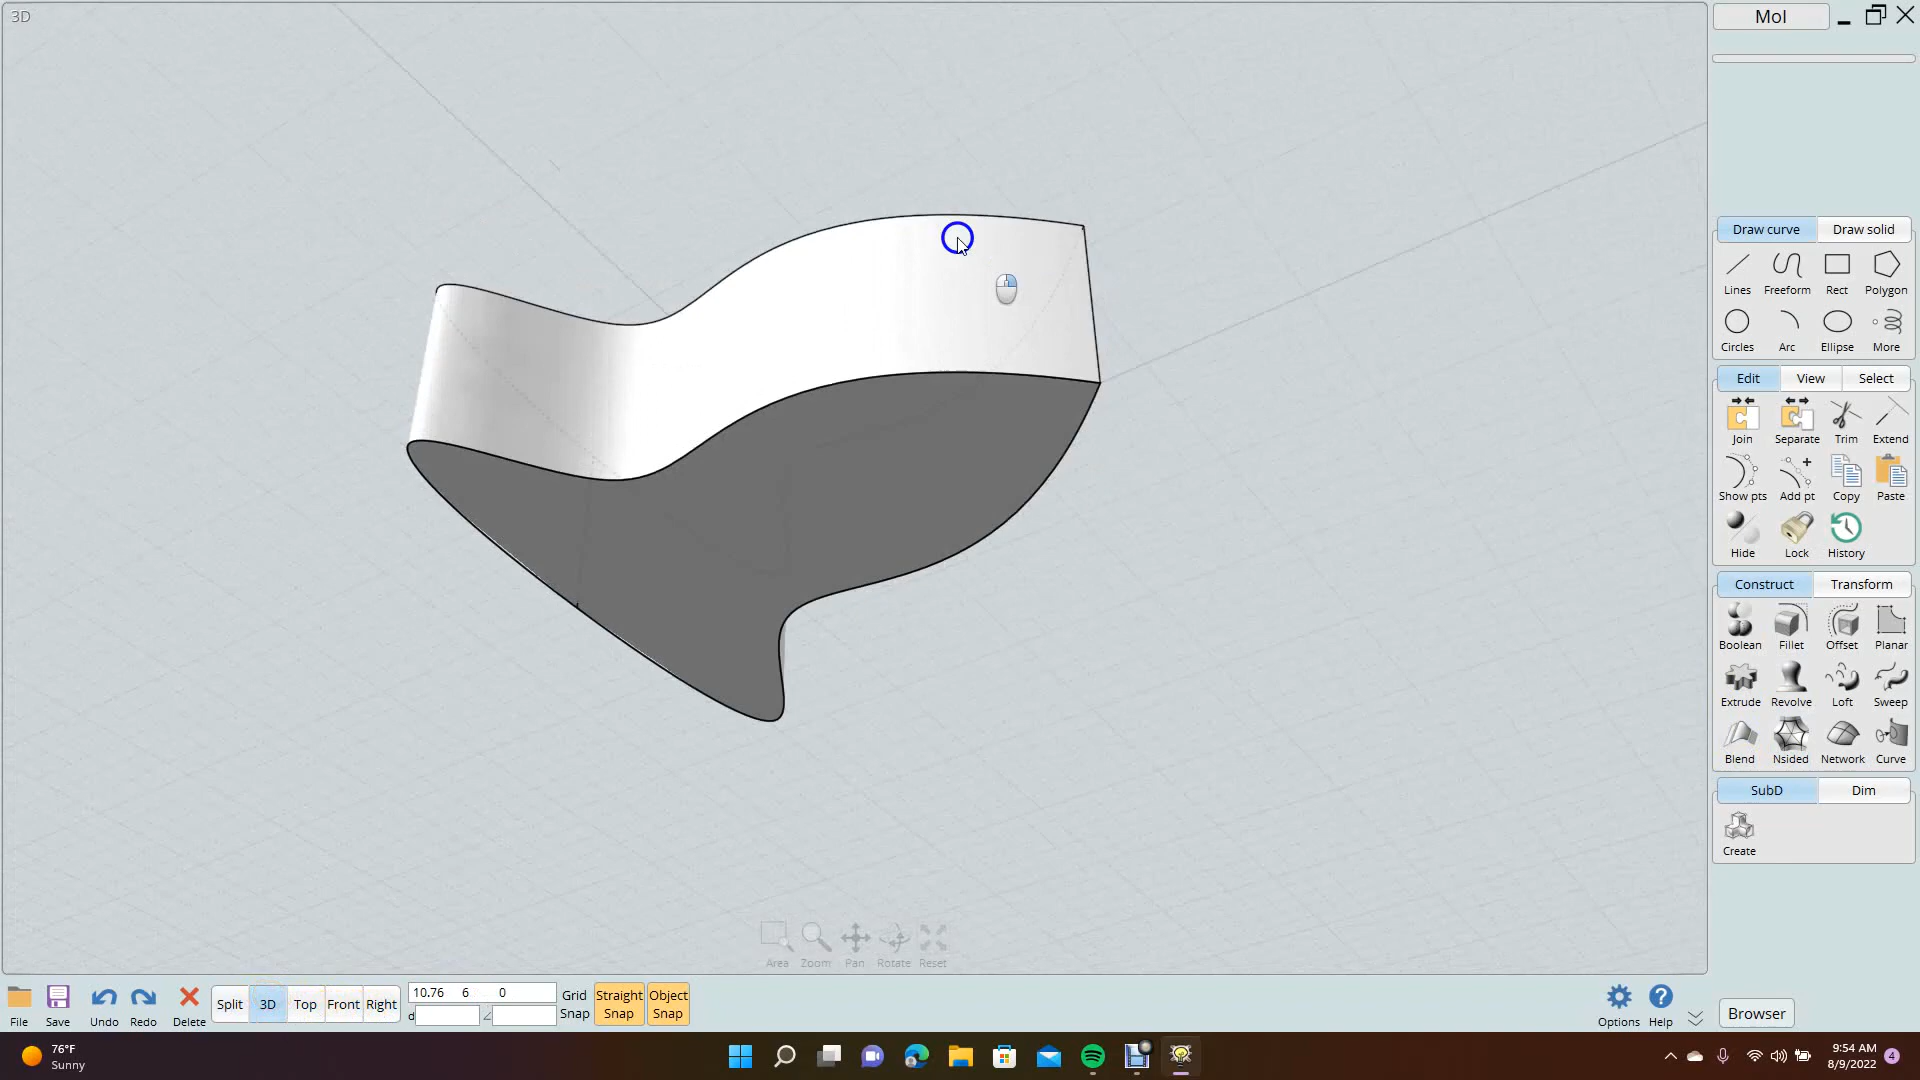 3D
MoI
Draw curve Draw solid
Lines Freeform Rect Polygon
Circles Arc Ellipse More
Edit View Select
Join Separate Trim Extend
Show pts Add pt Copy Paste
Hide Lock History
Construct Transform
Boolean Fillet Offset Planar
Extrude Revolve Loft Sweep
Blend Nsided Network Curve
SubD Dim
Create
Area Zoom Pan Rotate Reset
File Save Undo Redo Delete
Split 3D Top Front Right
10.76 6 0
d
Grid Snap
Straight Snap
Object Snap
Options Help
Browser
76°F
Sunny
9:54 AM
8/9/2022
4